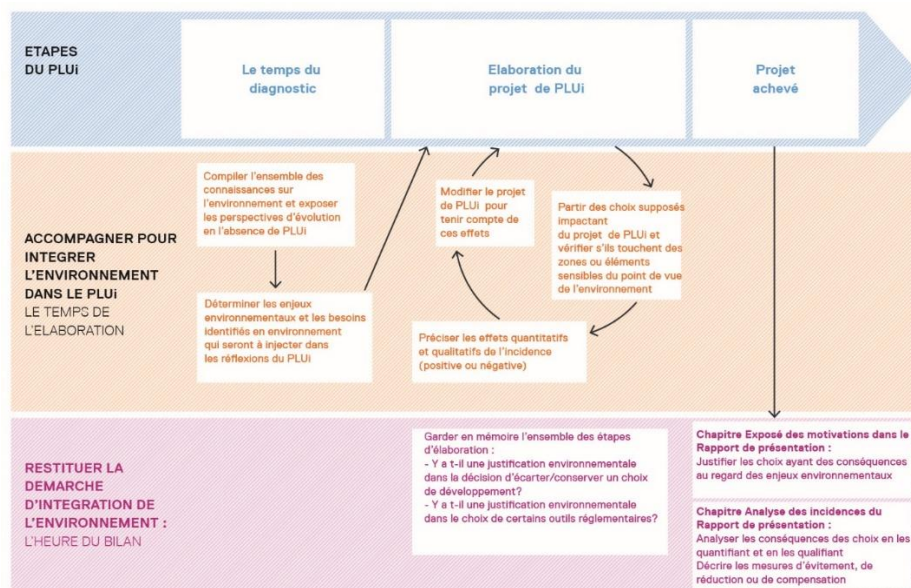 ETAPES
DU PLUi
Le temps du
diagnostic
Elaboration du
projet de PLUi
Projet
achevé
ACCOMPAGNER POUR
INTEGRER
L'ENVIRONNEMENT
DANS LE PLUi
LE TEMPS DE
L'ELABORATION
Compiler l'ensemble des
connaissances sur
l'environnement et exposer
les perspectives d'évolution
en l'absence de PLUi
Déterminer les enjeux
environnementaux et les besoins
identifiés en environnement
qui seront à injecter dans
les réflexions du PLUi
Modifier le projet
de PLUi pour
tenir compte de
ces effets
Partir des choix supposés
impactant
du projet de PLUi et
vérifier s'ils touchent des
zones ou éléments
sensibles du point de vue
de l'environnement
Préciser les effets quantitatifs
et qualitatifs de l'incidence
(positive ou négative)
RESTITUER LA
DEMARCHE
D'INTEGRATION DE
L'ENVIRONNEMENT :
L'HEURE DU BILAN
Garder en mémoire l'ensemble des étapes
d'élaboration :
- Y a t-il une justification environnementale
dans la décision d'écarter/conserver un choix
de développement?
- Y a t-il une justification environnementale
dans le choix de certains outils réglementaires?
Chapitre Exposé des motivations dans le
Rapport de présentation :
Justifier les choix ayant des conséquences
au regard des enjeux environnementaux
Chapitre Analyse des incidences du
Rapport de présentation :
Analyser les conséquences des choix en les
quantifiant et en les qualifiant
Décrire les mesures d'évitement, de
réduction ou de compensation